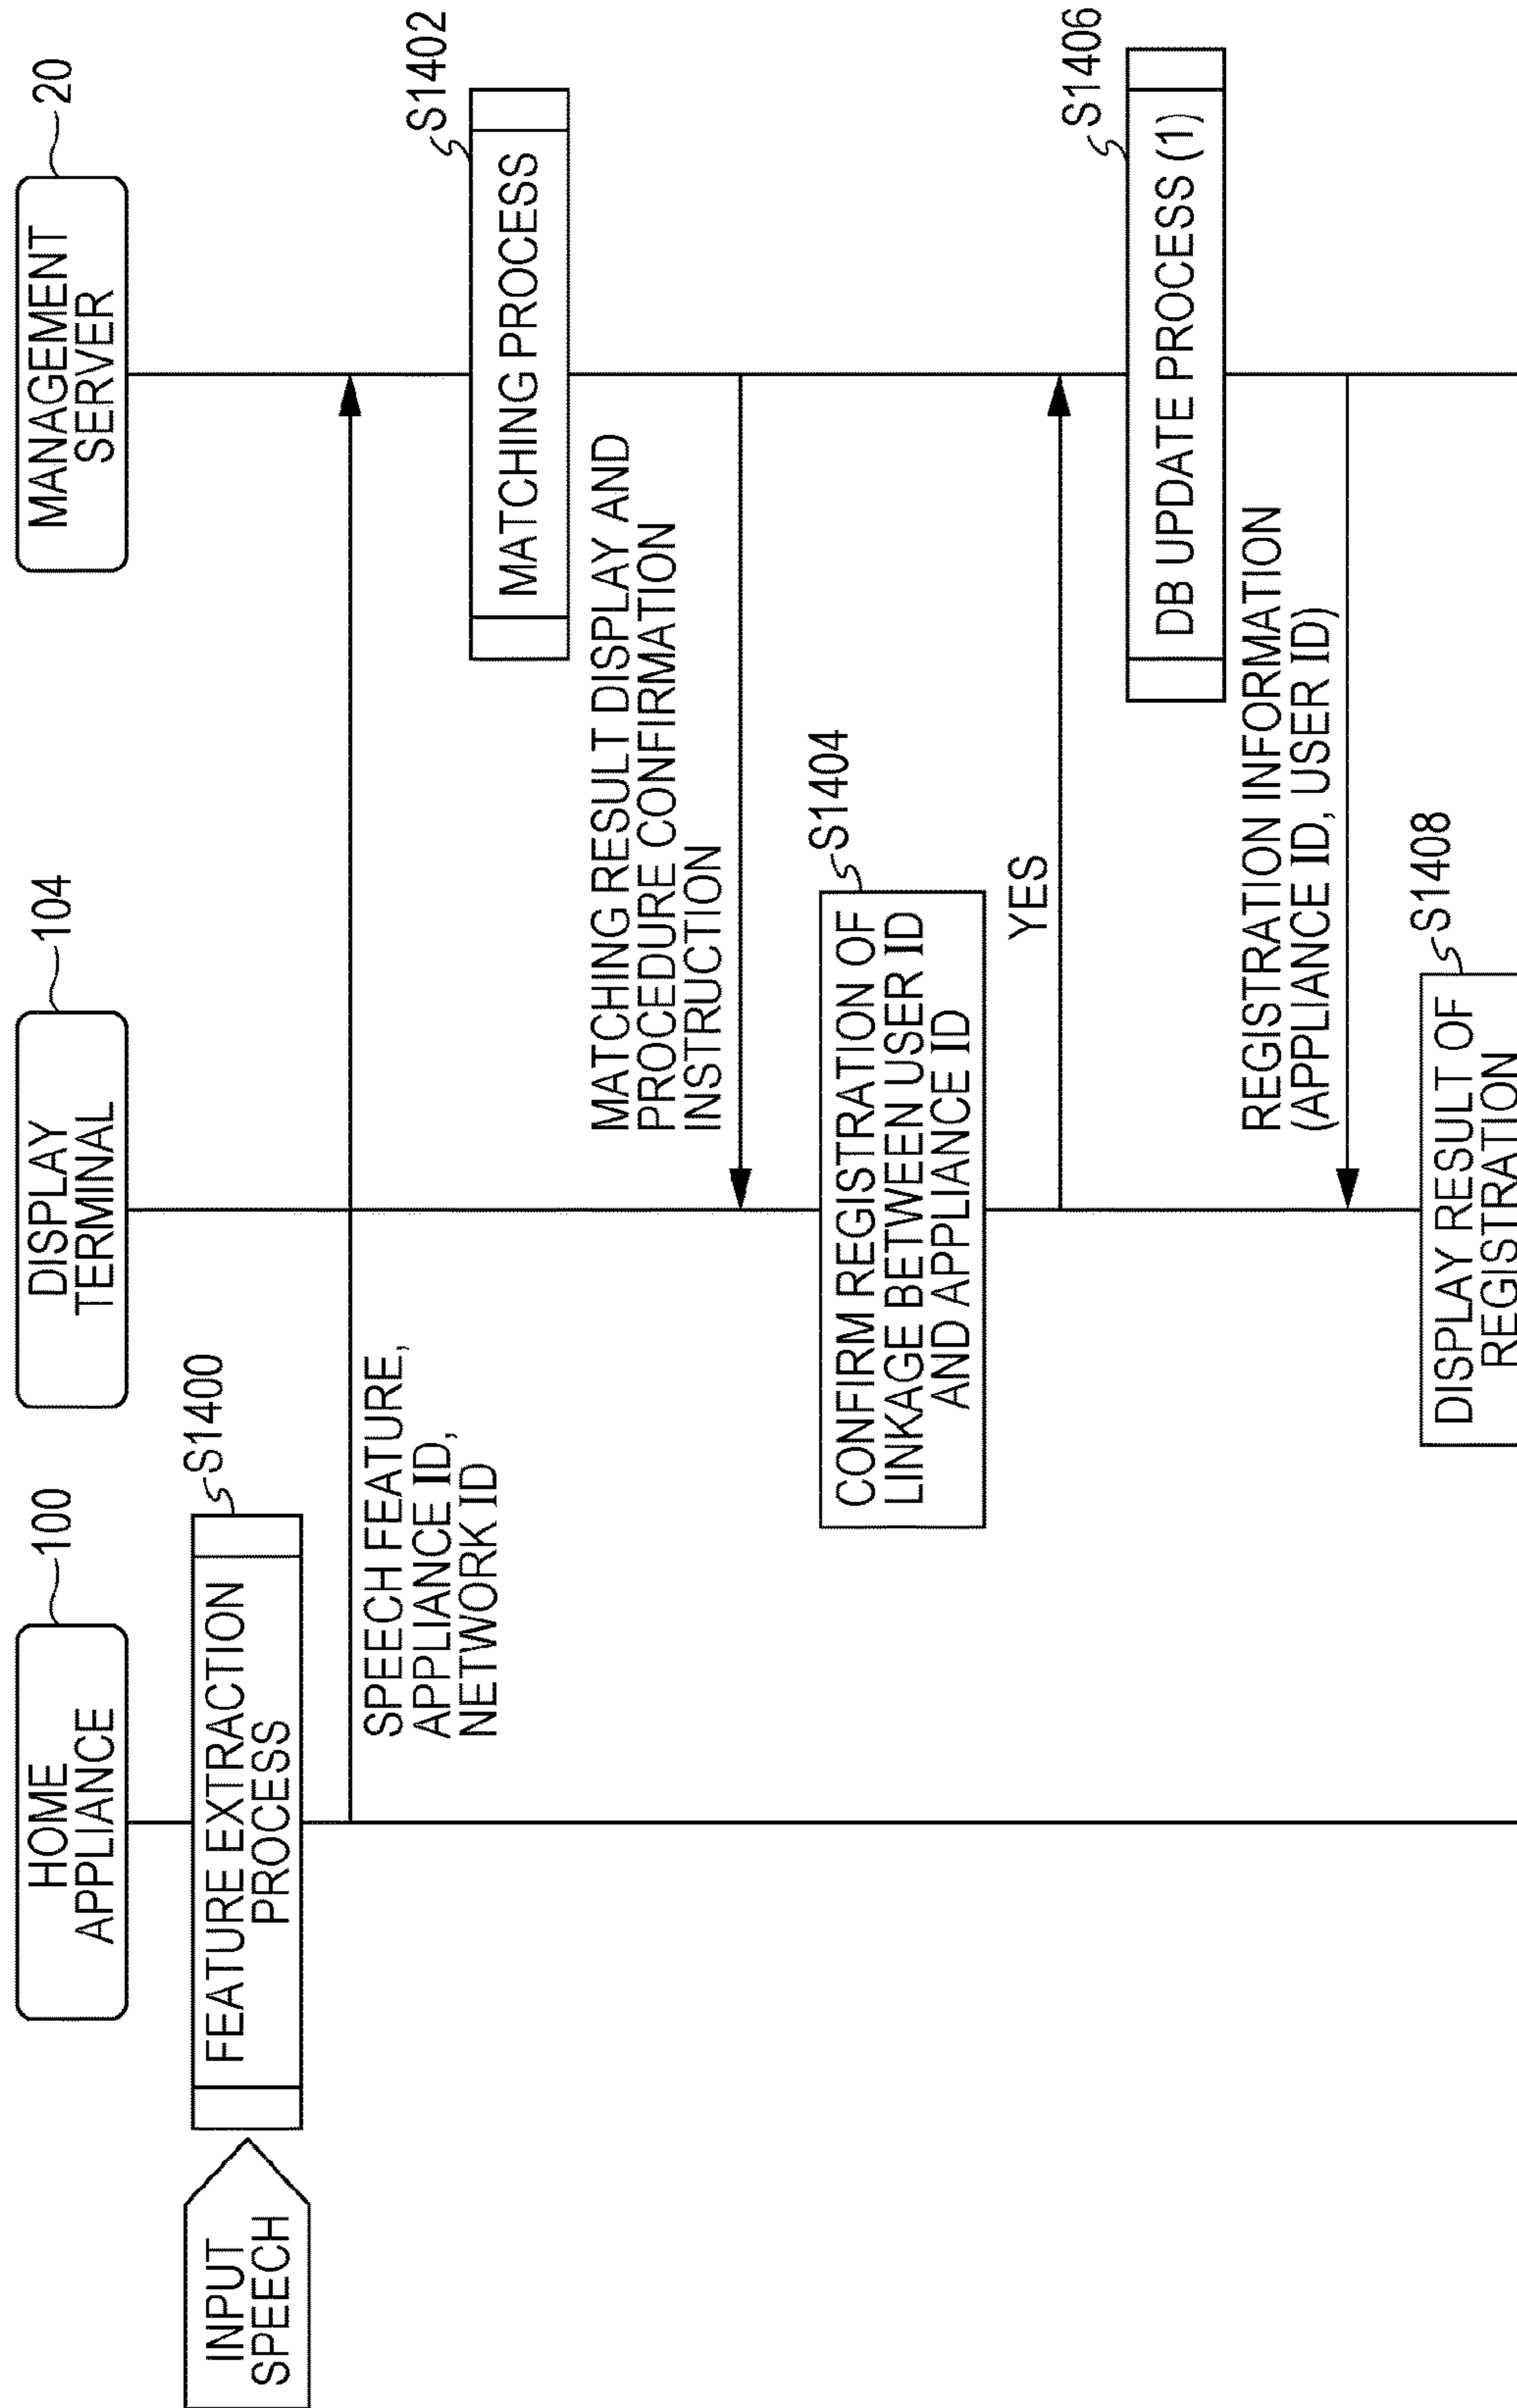 HOME
APPLIANCE
100
DISPLAY
TERMINAL
104
MANAGEMENT
SERVER
20
INPUT
SPEECH
FEATURE EXTRACTION
PROCESS
S1400
SPEECH FEATURE,
APPLIANCE ID,
NETWORK ID
MATCHING PROCESS
S1402
MATCHING RESULT DISPLAY AND
PROCEDURE CONFIRMATION
INSTRUCTION
CONFIRM REGISTRATION OF
LINKAGE BETWEEN USER ID
AND APPLIANCE ID
S1404
YES
DB UPDATE PROCESS (1)
S1406
REGISTRATION INFORMATION
(APPLIANCE ID, USER ID)
DISPLAY RESULT OF
REGISTRATION
S1408